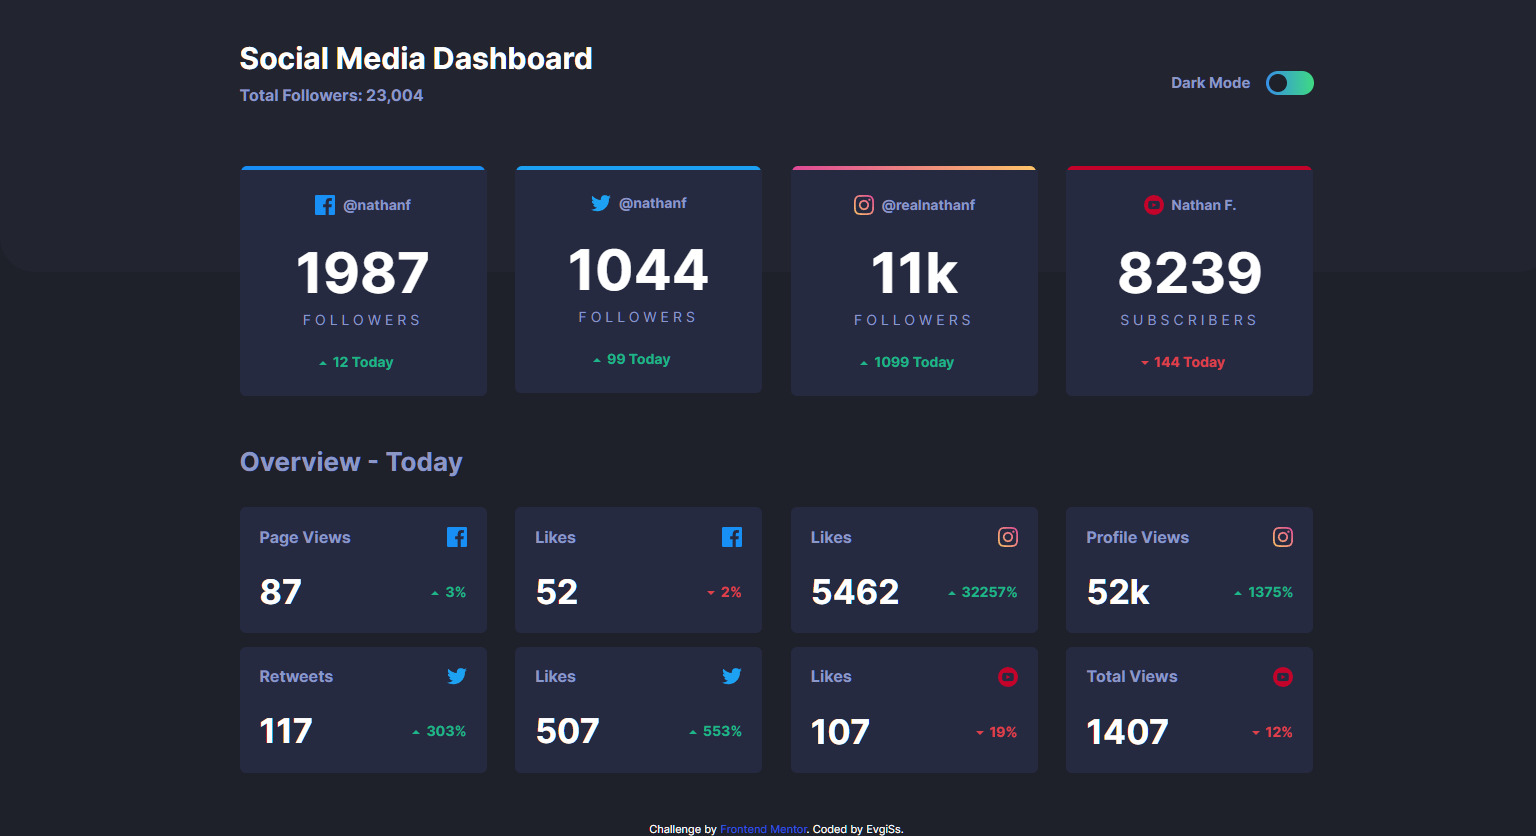 Social Media Dashboard
Total Followers: 23,004
Dark Mode
@nathanf
1987
FOLLOWERS
12 Today
@nathanf
1044
FOLLOWERS
99 Today
@realnathanf
11k
FOLLOWERS
1099 Today
Nathan F.
8239
SUBSCRIBERS
144 Today
Overview - Today
Page Views
87
3%
Likes
52
2%
Likes
5462
32257%
Profile Views
52k
1375%
Retweets
117
303%
Likes
507
553%
Likes
107
19%
Total Views
1407
12%
Challenge by Frontend Mentor. Coded by EvgiSs.